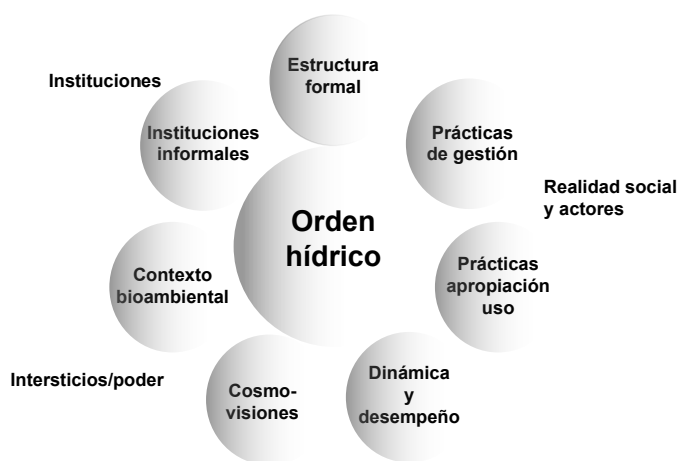 Estructura
formal
Instituciones
Instituciones
informales
Prácticas
de gestión
Realidad social
y actores
Orden
hídrico
Contexto
bioambiental
Prácticas
apropiación
uso
Intersticios/poder
Cosmo-
visiones
Dinámica
y
desempeño